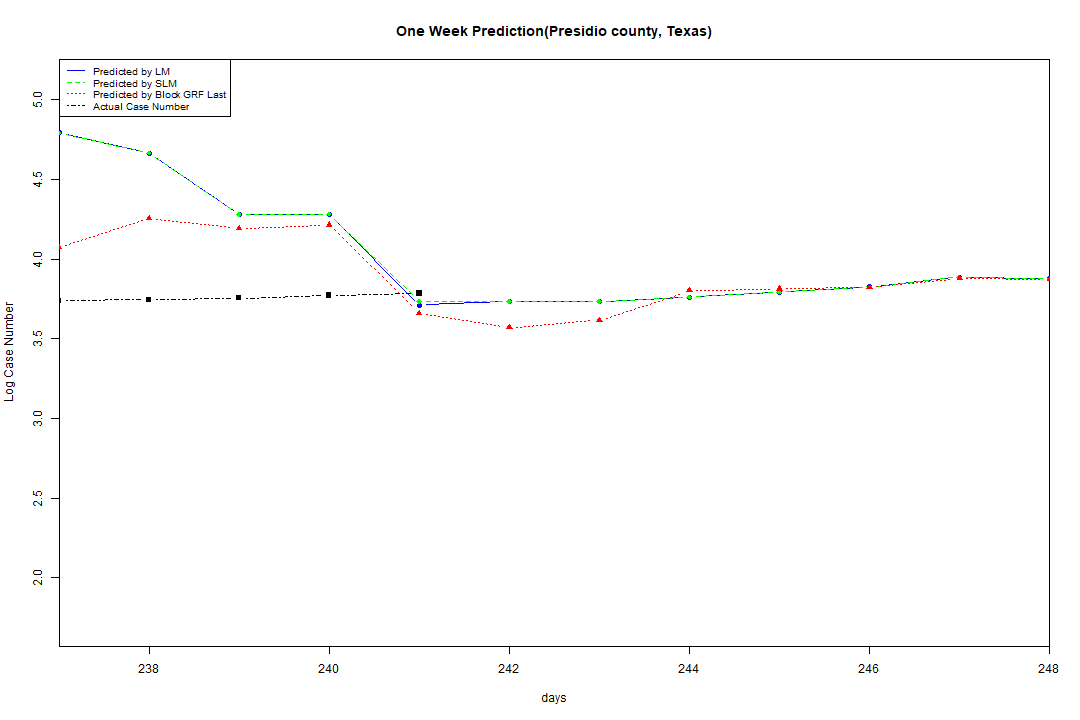 One Week Prediction(Presidio county, Texas)
Predicted by LM
Predicted by SLM
Predicted by Block GRF Last
Actual Case Number
5.0
4.5
4.0
3.5
3.0
2.5
2.0
Log Case Number
238
240
242
244
246
248
days